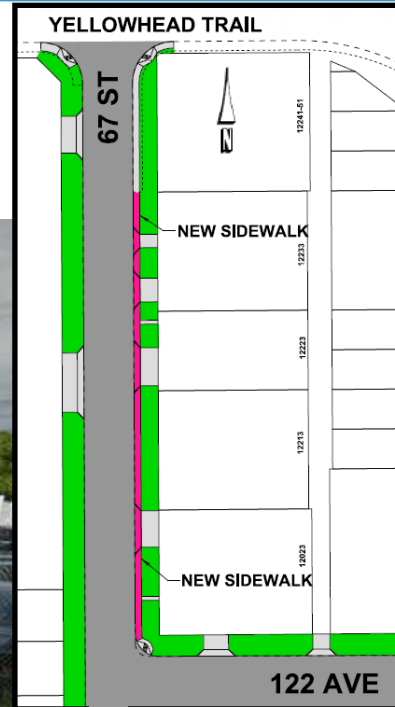 YELLOWHEAD TRAIL
67 ST
N
12241-51
NEW SIDEWALK
12233
12223
12213
12023
NEW SIDEWALK
122 AVE